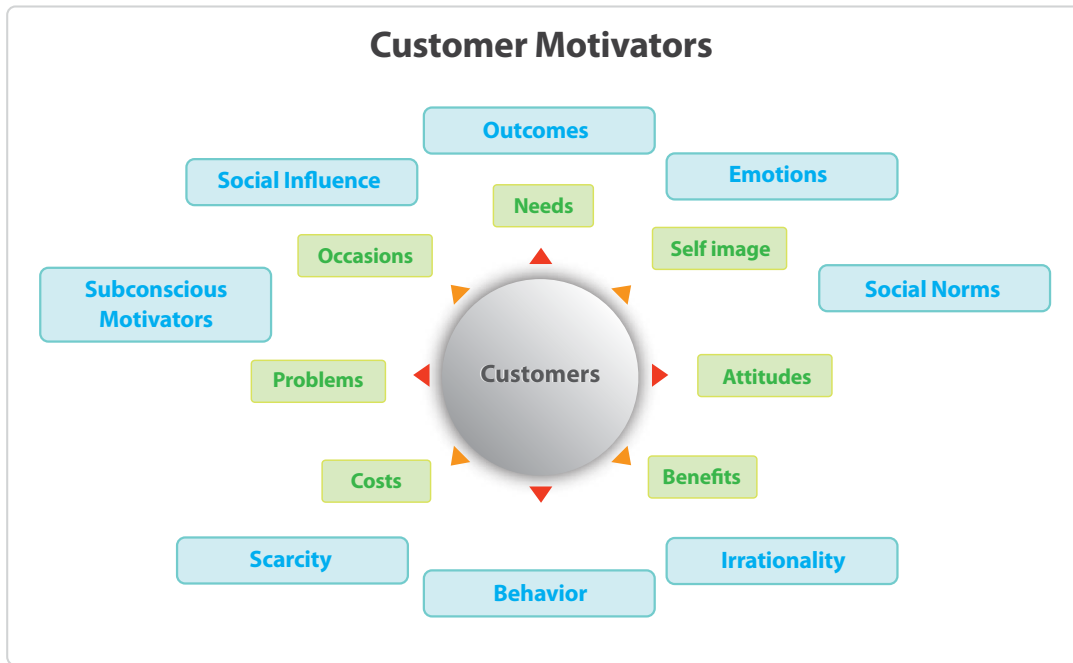 Customer Motivators
Outcomes
Social Influence
Emotions
Needs
Occasions
Self image
Subconscious
Motivators
Social Norms
Problems
Customers
Attitudes
Costs
Benefits
Scarcity
Irrationality
Behavior